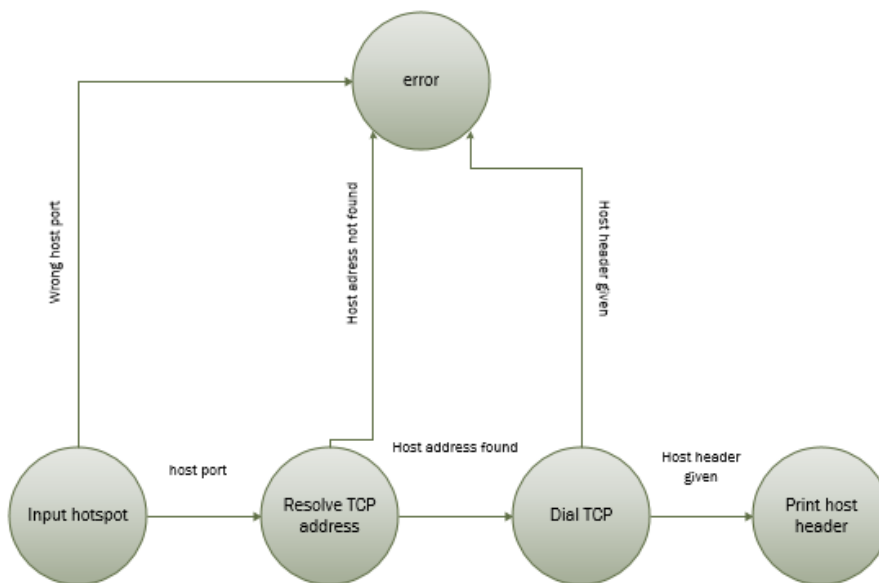 error
Wrong host port
Host adress not found
Host header given
host port
Host address found
Host header
given
Input hotspot
Resolve TCP
address
Dial TCP
Print host
header